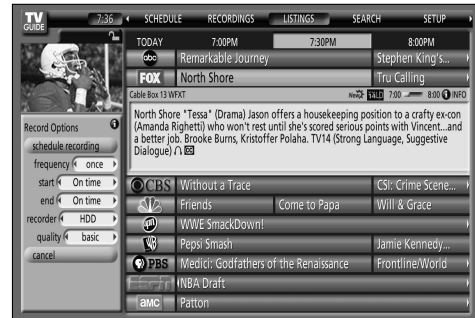 TV GUIDE
7:36
SCHEDULE RECORDINGS LISTINGS SEARCH SETUP
TODAY 7:00PM 7:30PM 8:00PM
abc Remarkable Journey Stephen King's...
FOX North Shore Tru Calling
Cable Box 13 WFXT New 7:00 8:00 INFO
North Shore "Tessa" (Drama) Jason offers a housekeeping position to a crafty ex-con
(Amanda Righetti) who won't rest until she's scored serious points with Vincent...and
a better job. Brooke Burns, Kristoffer Polaha. TV14 (Strong Language, Suggestive
Dialogue)
Record Options
schedule recording
frequency once
start On time
end On time
recorder HDD
quality basic
cancel
CBS Without a Trace CSI: Crime Scene...
NBC Friends Come to Papa Will & Grace
UPN WWE SmackDown!
WB Pepsi Smash Jamie Kennedy...
PBS Medici: Godfathers of the Renaissance Frontline/World
ESPN NBA Draft
amc Patton